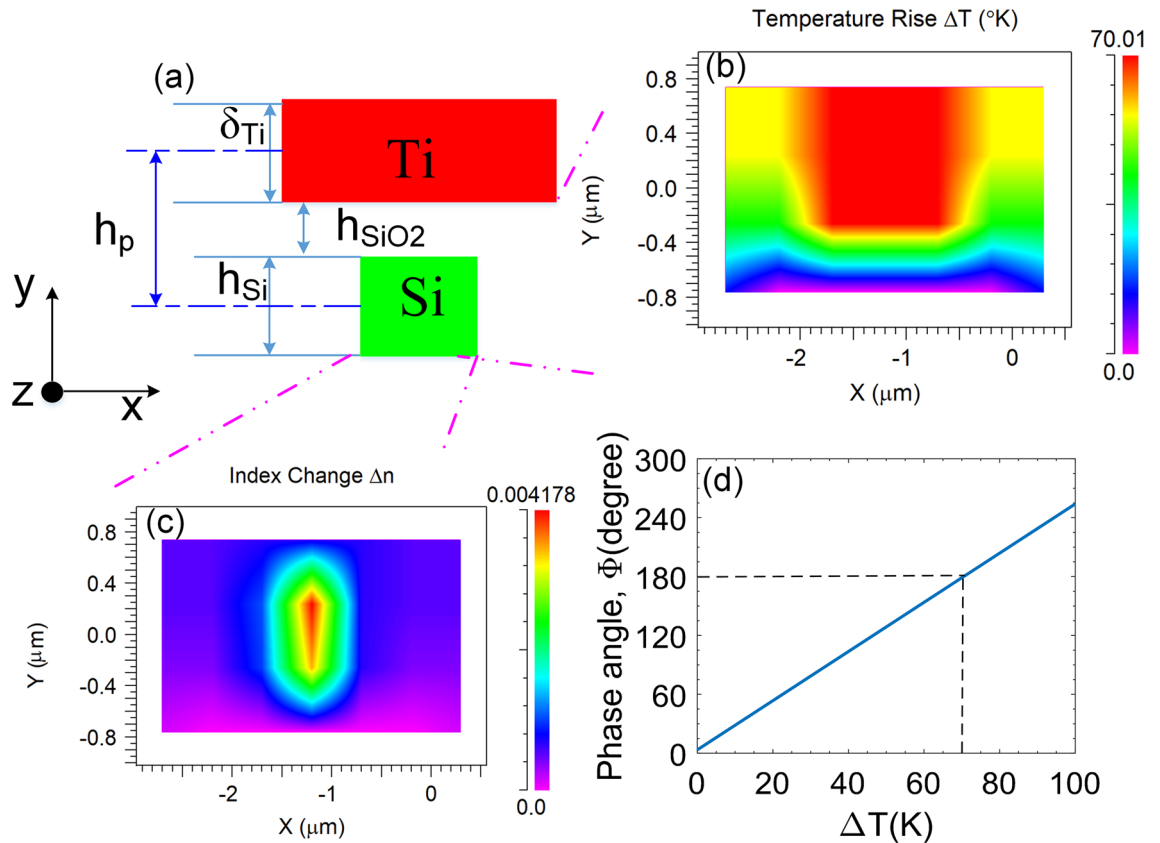 (a)
δTi
Ti
hp
hSiO2
hSi
Si
y
z
x
Temperature Rise ΔT (°K)
(b)
70.01
0.0
0.8
0.4
0.0
-0.4
-0.8
Y (μm)
-2
-1
0
X (μm)
Index Change Δn
(c)
0.004178
0.0
0.8
0.4
0.0
-0.4
-0.8
Y (μm)
-2
-1
0
X (μm)
(d)
300
240
180
120
60
0
Phase angle, Φ(degree)
0
20
40
60
80
100
ΔT(K)